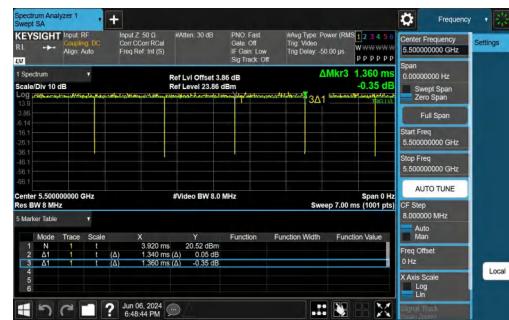 Spectrum Analyzer 1
Swept SA
Frequency
KEYSIGHT
Input: RF
Coupling: DC
Align: Auto
Input Z: 50 Ω
Corr CCorr RCal
Freq Ref: Int (S)
#Atten: 30 dB
PNO: Fast
Gate: Off
IF Gain: Low
Sig Track: Off
#Avg Type: Power (RMS)
Trig: Video
Trig Delay: -50.00 µs
1 2 3 4 5
W W W W W
P P P P P
LXI
1 Spectrum
Scale/Div 10 dB
Ref Lvl Offset 3.86 dB
Ref Level 23.86 dBm
ΔMkr3 1.360 ms
-0.35 dB
Log
13.9
3.86
-6.14
-16.1
-26.1
-36.1
-46.1
-56.1
-66.1
3Δ1
Center 5.500000000 GHz
Res BW 8 MHz
#Video BW 8.0 MHz
Span 0 Hz
Sweep 7.00 ms (1001 pts)
5 Marker Table
Mode Trace Scale X Y Function Function Width Function Value
1 N 1 t 3.920 ms 20.52 dBm
2 Δ1 1 t (Δ) 1.340 ms (Δ) 0.05 dB
3 Δ1 1 t (Δ) 1.360 ms (Δ) -0.35 dB
4
5
6
Jun 06, 2024
6:48:44 PM
Center Frequency
5.500000000 GHz
Settings
Span
0.00000000 Hz
Swept Span
Zero Span
Full Span
Start Freq
5.500000000 GHz
Stop Freq
5.500000000 GHz
AUTO TUNE
CF Step
8.000000 MHz
Auto
Man
Freq Offset
0 Hz
X Axis Scale
Log
Lin
Signal Track
Local